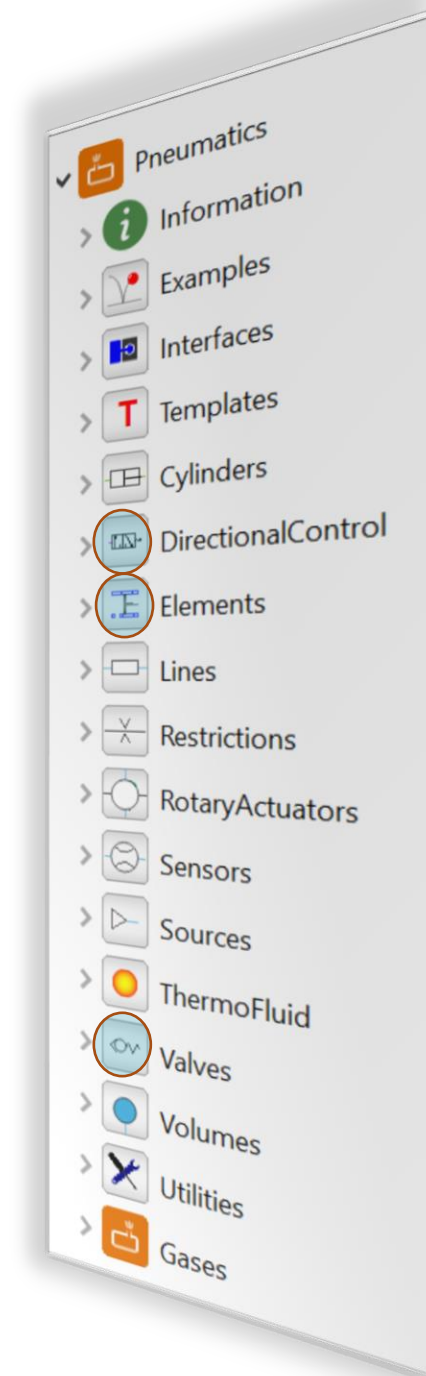 Pneumatics
Information
Examples
Interfaces
Templates
Cylinders
DirectionalControl
Elements
Lines
Restrictions
RotaryActuators
Sensors
Sources
ThermoFluid
Valves
Volumes
Utilities
Gases